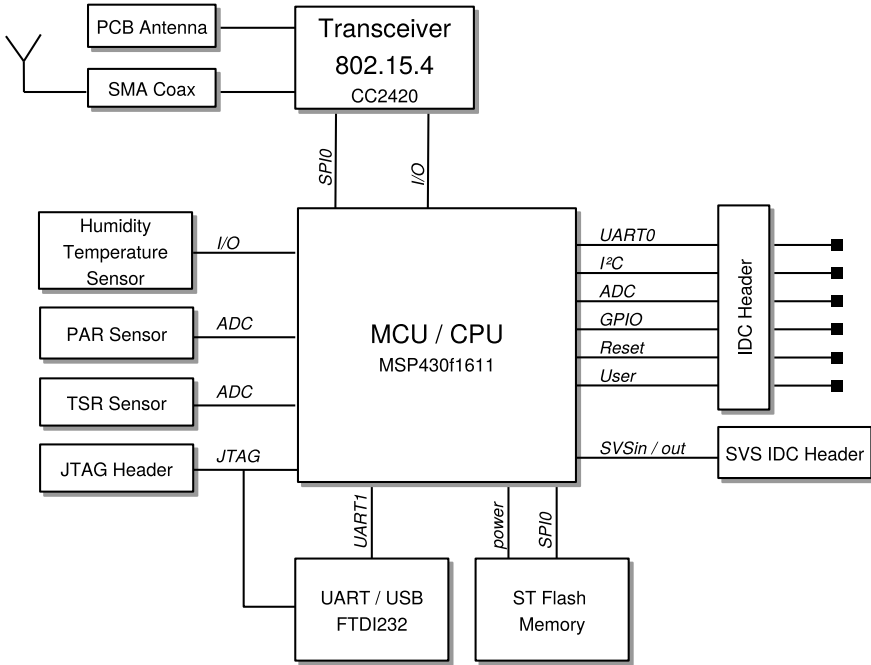 PCB Antenna
SMA Coax
Transceiver
802.15.4
CC2420
SPI0
I/O
Humidity
Temperature
Sensor
I/O
PAR Sensor
ADC
TSR Sensor
ADC
JTAG Header
JTAG
MCU / CPU
MSP430f1611
UART0
I²C
ADC
GPIO
Reset
User
IDC Header
SVSin / out
SVS IDC Header
UART1
power
SPI0
UART / USB
FTDI232
ST Flash
Memory